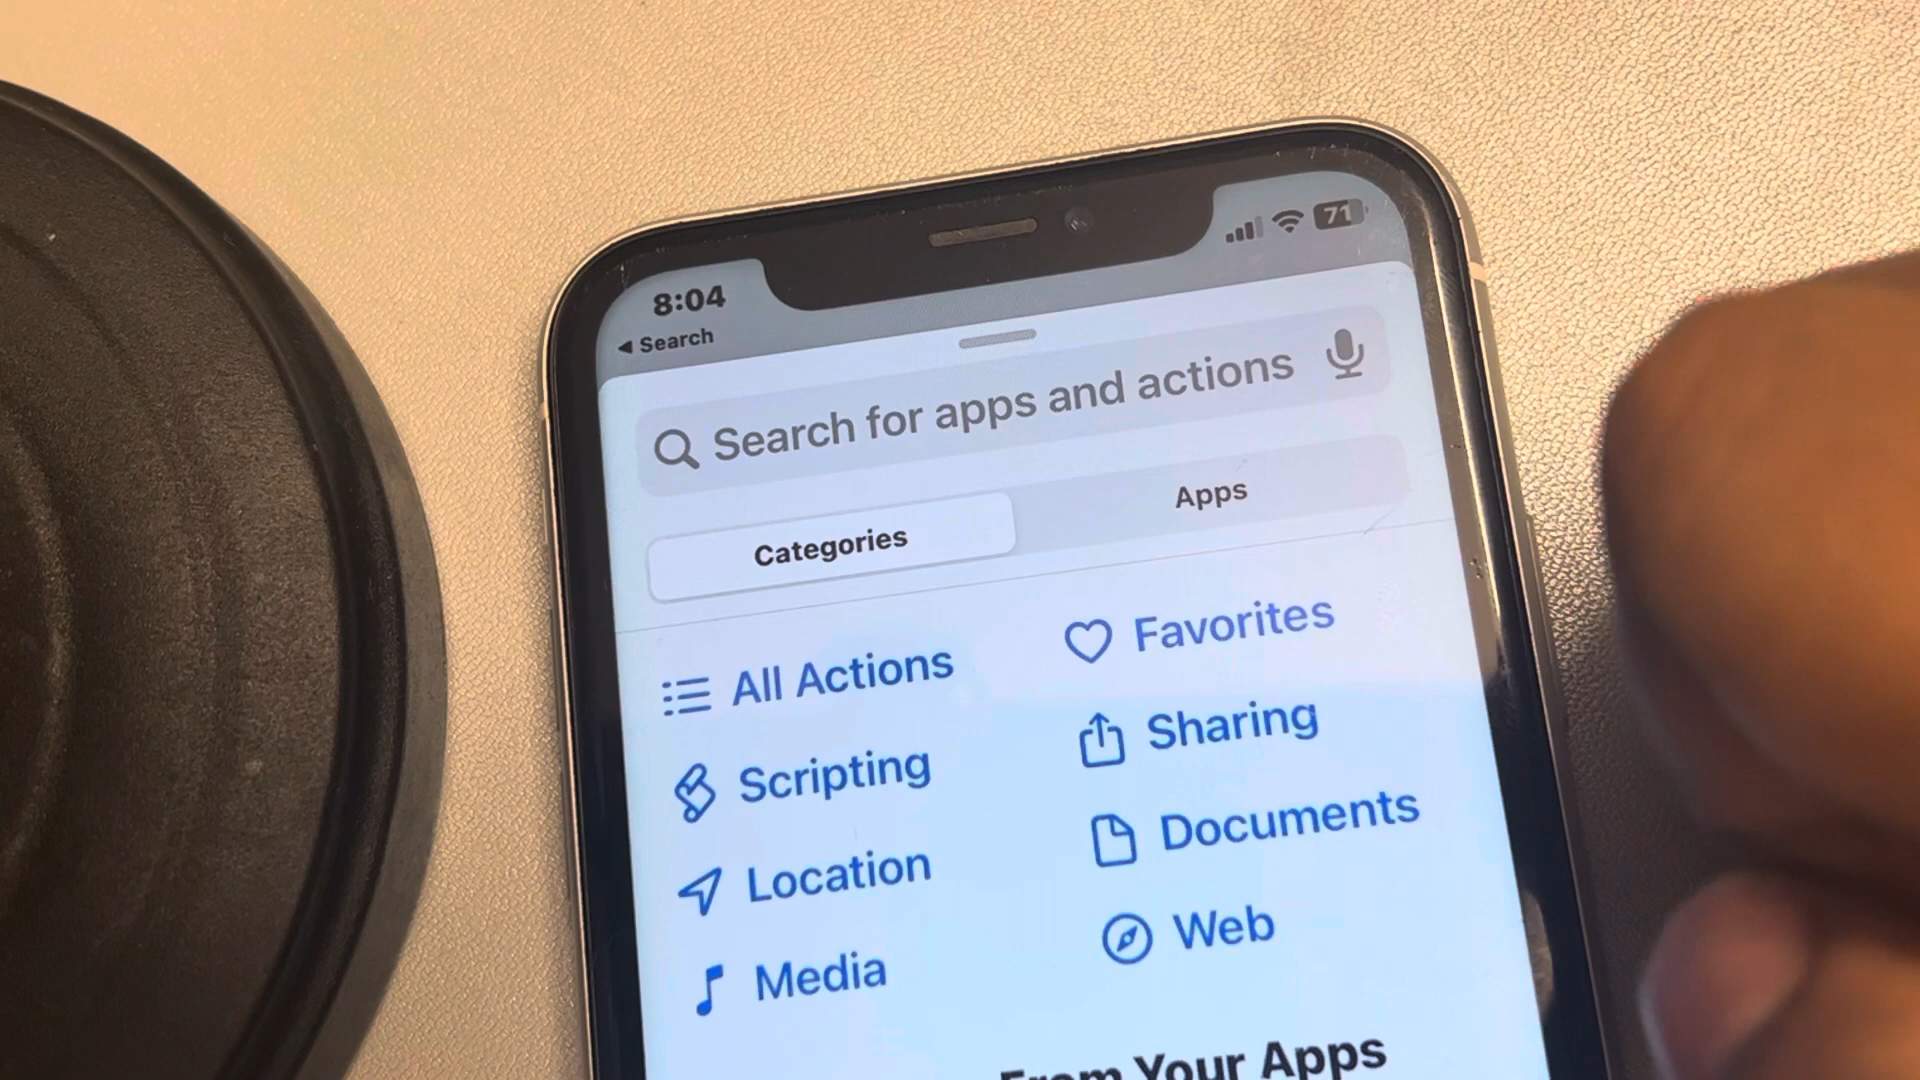 8:04
71
◀ Search
Search for apps and actions
Categories
Apps
All Actions
Favorites
Scripting
Sharing
Location
Documents
Media
Web
From Your Apps